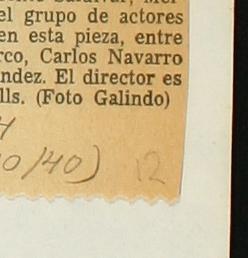 el grupo de actores
en esta pieza, entre
rco, Carlos Navarro
ández. El director es
lls. (Foto Galindo)
0/40) 12